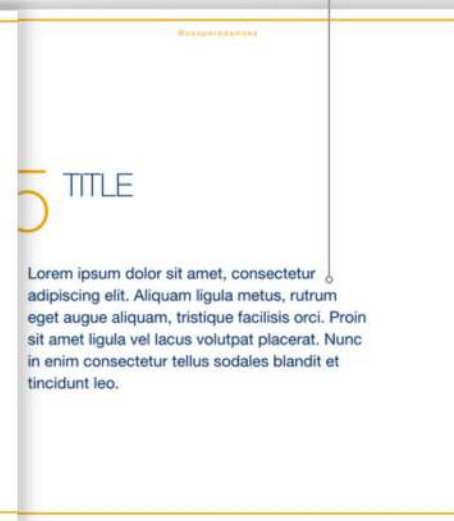 5 TITLE
Lorem ipsum dolor sit amet, consectetur
adipiscing elit. Aliquam ligula metus, rutrum
eget augue aliquam, tristique facilisis orci. Proin
sit amet ligula vel lacus volutpat placerat. Nunc
in enim consectetur tellus sodales blandit et
tincidunt leo.